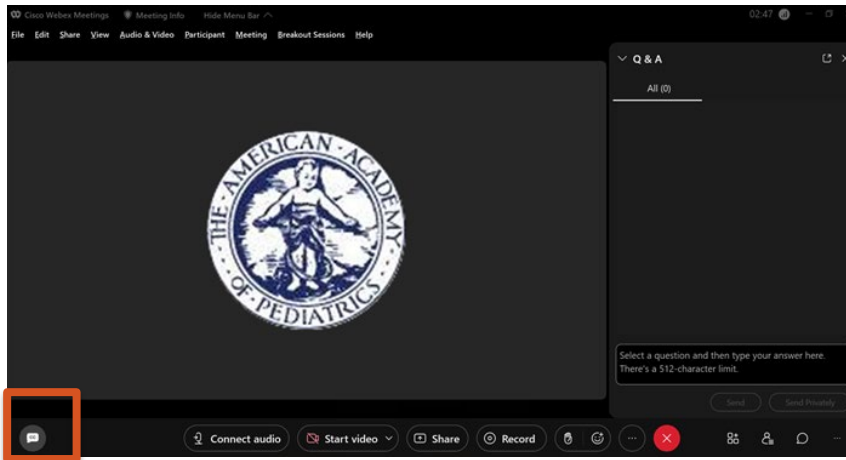 Cisco Webex Meetings Meeting Info Hide Menu Bar 02:47
File Edit Share View Audio & Video Participant Meeting Breakout Sessions Help
THE · AMERICAN · ACADEMY · OF · PEDIATRICS
Q & A
All (0)
Select a question and then type your answer here.
There's a 512-character limit.
Send Send Privately
Connect audio Start video Share Record